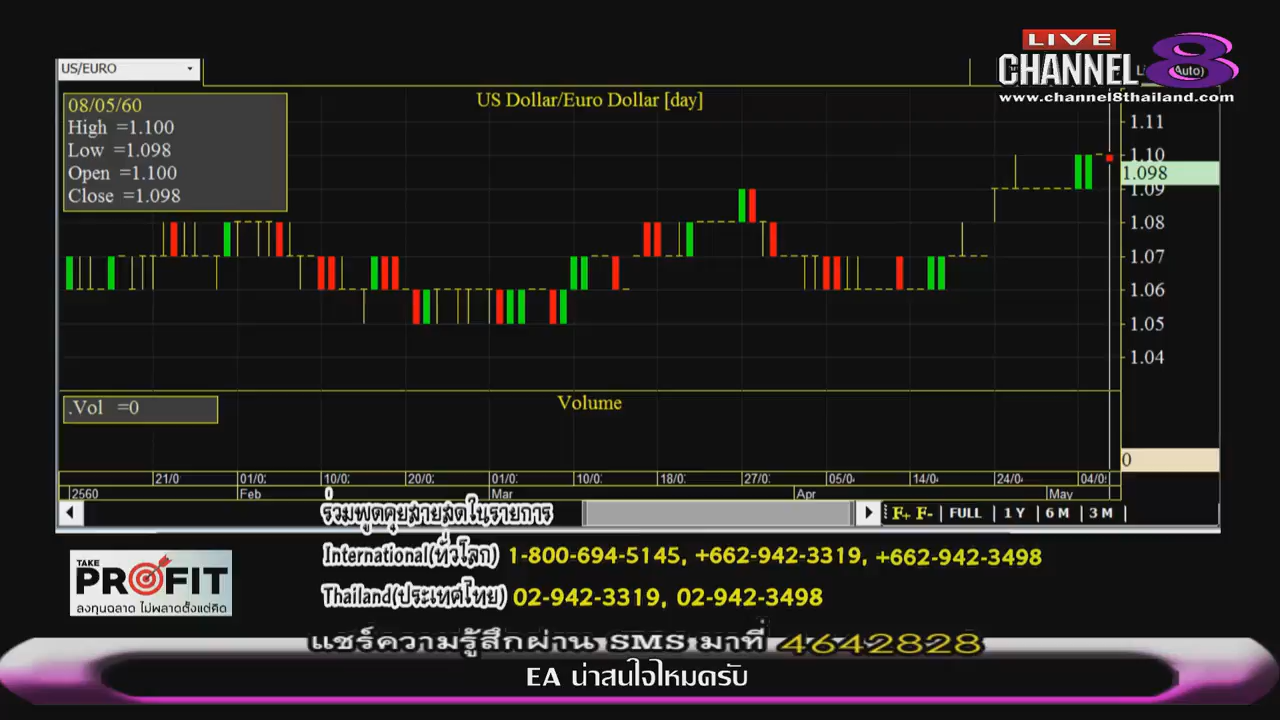 LIVE
CHANNEL 8
www.channel8thailand.com
US/EURO
Auto)
US Dollar/Euro Dollar [day]
08/05/60
High =1.100
Low =1.098
Open =1.100
Close =1.098
1.11
1.10
1.098
1.09
1.08
1.07
1.06
1.05
1.04
.Vol =0
Volume
0
21/0 01/0 10/0 20/0 01/0 10/0 18/0 27/0 05/0 14/0 24/0 04/0
2560 Feb Mar Apr May
F+ F- FULL 1 Y 6 M 3 M
ร่วมพูดคุยสายสดในรายการ
International(ทั่วโลก) 1-800-694-5145, +662-942-3319, +662-942-3498
Thailand(ประเทศไทย) 02-942-3319, 02-942-3498
TAKE
PROFIT
ลงทุนฉลาด ไม่พลาดตั้งแต่คิด
แชร์ความรู้สึกผ่าน SMS มาที่ 4642828
EA น่าสนใจไหมครับ